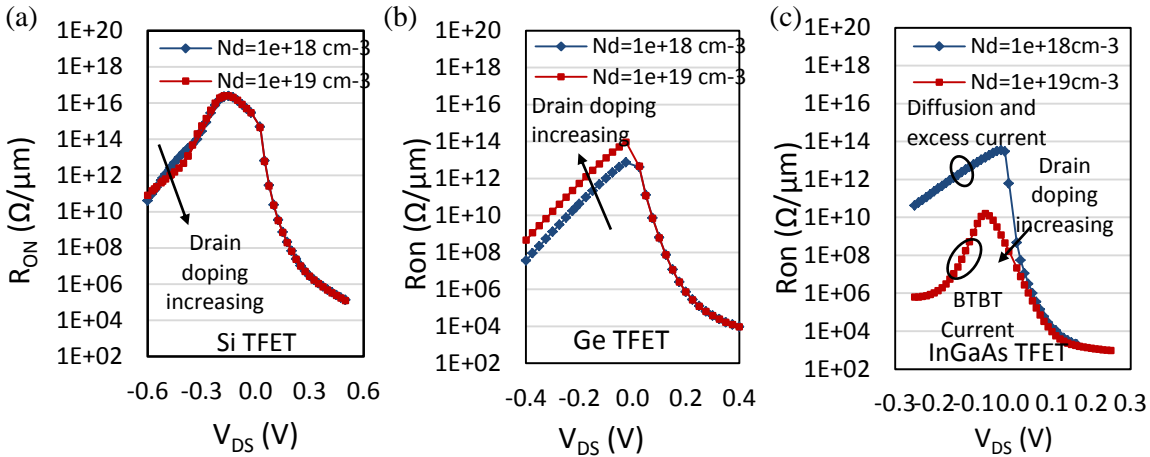 (a)
1E+20
1E+18
1E+16
1E+14
1E+12
1E+10
1E+08
1E+06
1E+04
1E+02
R_ON (Ω/μm)
Nd=1e+18 cm-3
Nd=1e+19 cm-3
Drain
doping
increasing
Si TFET
-0.6
-0.3
0.0
0.3
0.6
V_DS (V)
(b)
1E+20
1E+18
1E+16
1E+14
1E+12
1E+10
1E+08
1E+06
1E+04
1E+02
Ron (Ω/μm)
Nd=1e+18 cm-3
Nd=1e+19 cm-3
Drain doping
increasing
Ge TFET
-0.4
-0.2
0.0
0.2
0.4
V_DS (V)
(c)
1E+20
1E+18
1E+16
1E+14
1E+12
1E+10
1E+08
1E+06
1E+04
1E+02
Ron (Ω/μm)
Nd=1e+18cm-3
Nd=1e+19cm-3
Diffusion and
excess current
Drain
doping
increasing
BTBT
Current
InGaAs TFET
-0.3
-0.2
-0.1
0.0
0.1
0.2
0.3
V_DS (V)